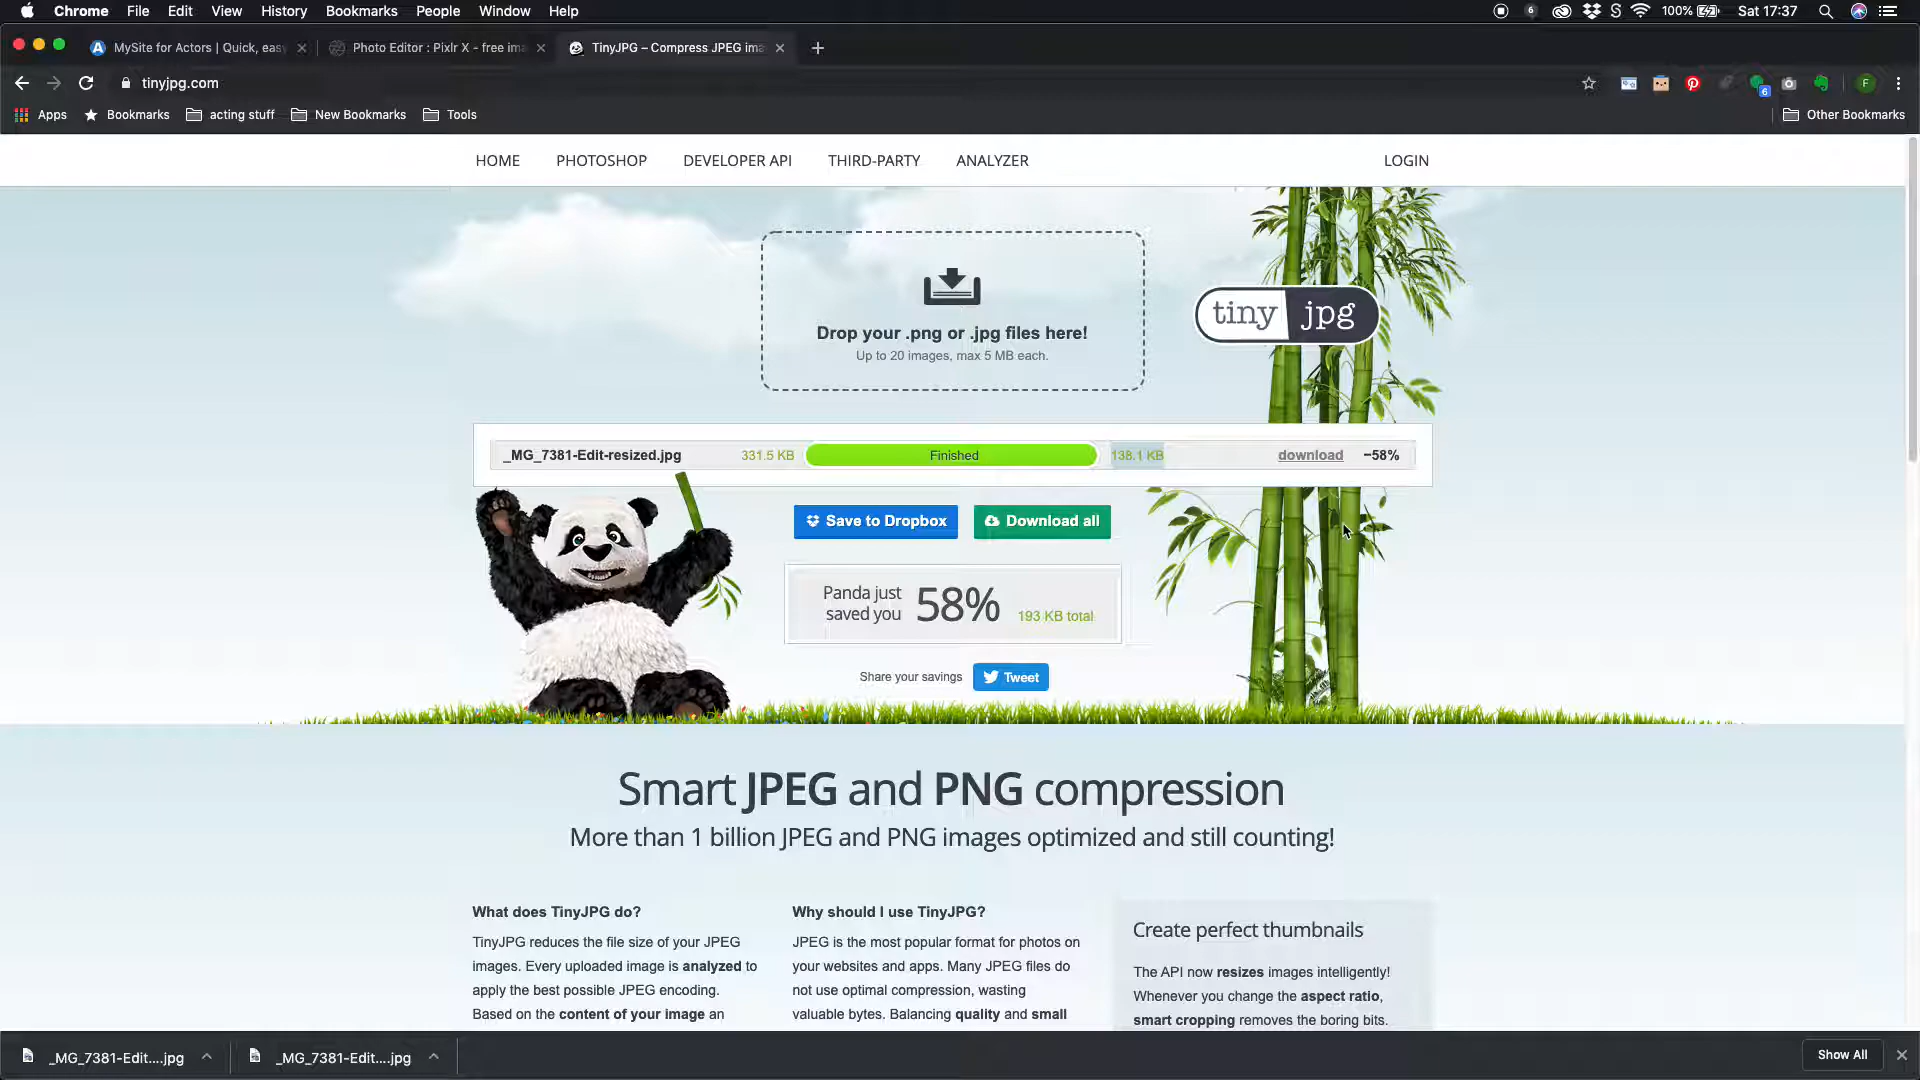 Chrome File Edit View History Bookmarks People Window Help 6 100% Sat 17:37
MySite for Actors | Quick, easy Photo Editor : Pixlr X - free ima TinyJPG – Compress JPEG ima
tinyjpg.com 6 F
Apps Bookmarks acting stuff New Bookmarks Tools Other Bookmarks
HOME PHOTOSHOP DEVELOPER API THIRD-PARTY ANALYZER LOGIN
Drop your .png or .jpg files here!
Up to 20 images, max 5 MB each.
tiny jpg
_MG_7381-Edit-resized.jpg 331.5 KB Finished 138.1 KB download −58%
Save to Dropbox Download all
Panda just
saved you 58% 193 KB total
Share your savings Tweet
Smart JPEG and PNG compression
More than 1 billion JPEG and PNG images optimized and still counting!
What does TinyJPG do?
TinyJPG reduces the file size of your JPEG
images. Every uploaded image is analyzed to
apply the best possible JPEG encoding.
Based on the content of your image an
Why should I use TinyJPG?
JPEG is the most popular format for photos on
your websites and apps. Many JPEG files do
not use optimal compression, wasting
valuable bytes. Balancing quality and small
Create perfect thumbnails
The API now resizes images intelligently!
Whenever you change the aspect ratio,
smart cropping removes the boring bits.
_MG_7381-Edit....jpg _MG_7381-Edit....jpg Show All